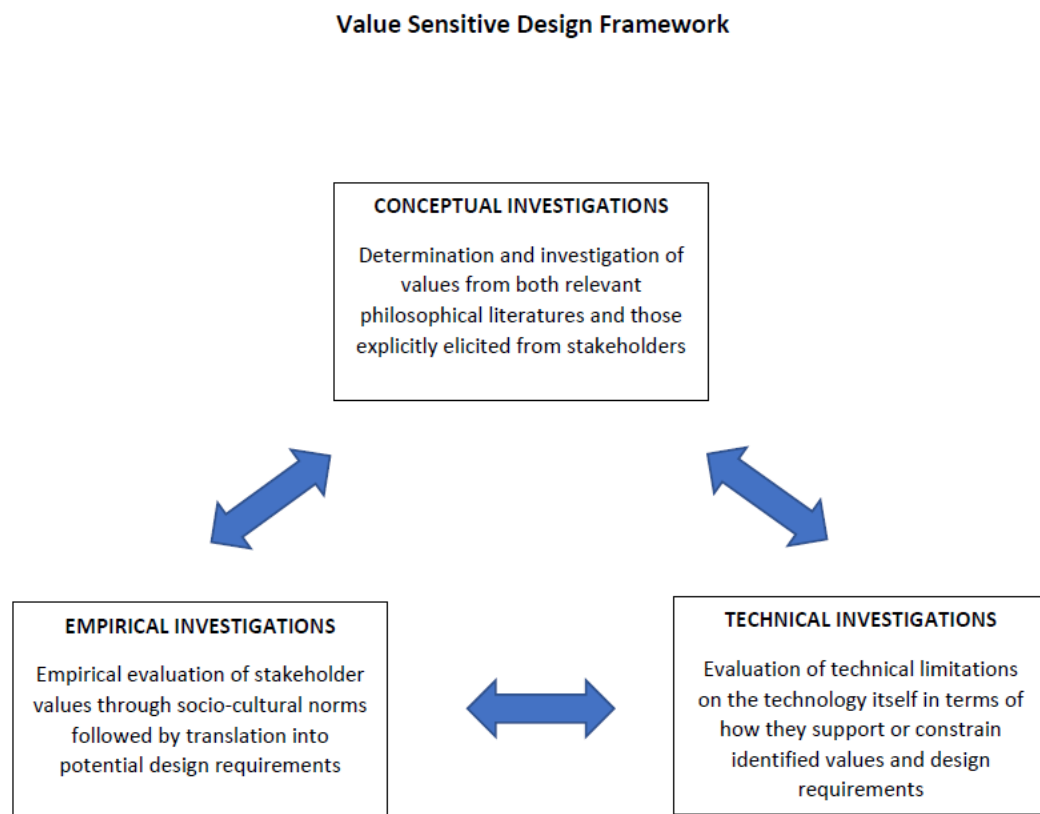 Value Sensitive Design Framework
CONCEPTUAL INVESTIGATIONS
Determination and investigation of
values from both relevant
philosophical literatures and those
explicitly elicited from stakeholders
EMPIRICAL INVESTIGATIONS
Empirical evaluation of stakeholder
values through socio-cultural norms
followed by translation into
potential design requirements
TECHNICAL INVESTIGATIONS
Evaluation of technical limitations
on the technology itself in terms of
how they support or constrain
identified values and design
requirements